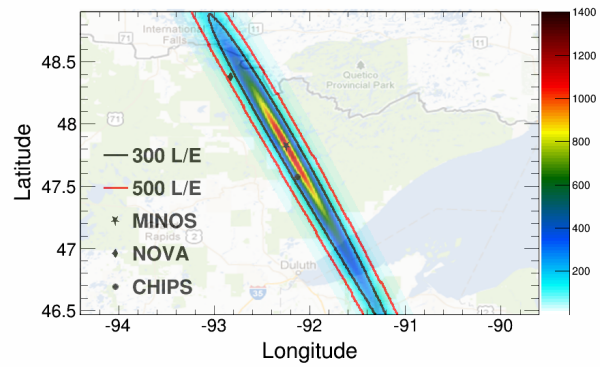 1400
1200
1000
800
600
400
200
48.5
48
47.5
47
46.5
-94
-93
-92
-91
-90
Latitude
Longitude
International
Falls
11
11
Quetico
Provincial Park
71
71
300 L/E
500 L/E
MINOS
NOVA
CHIPS
Rapids
2
Duluth
35